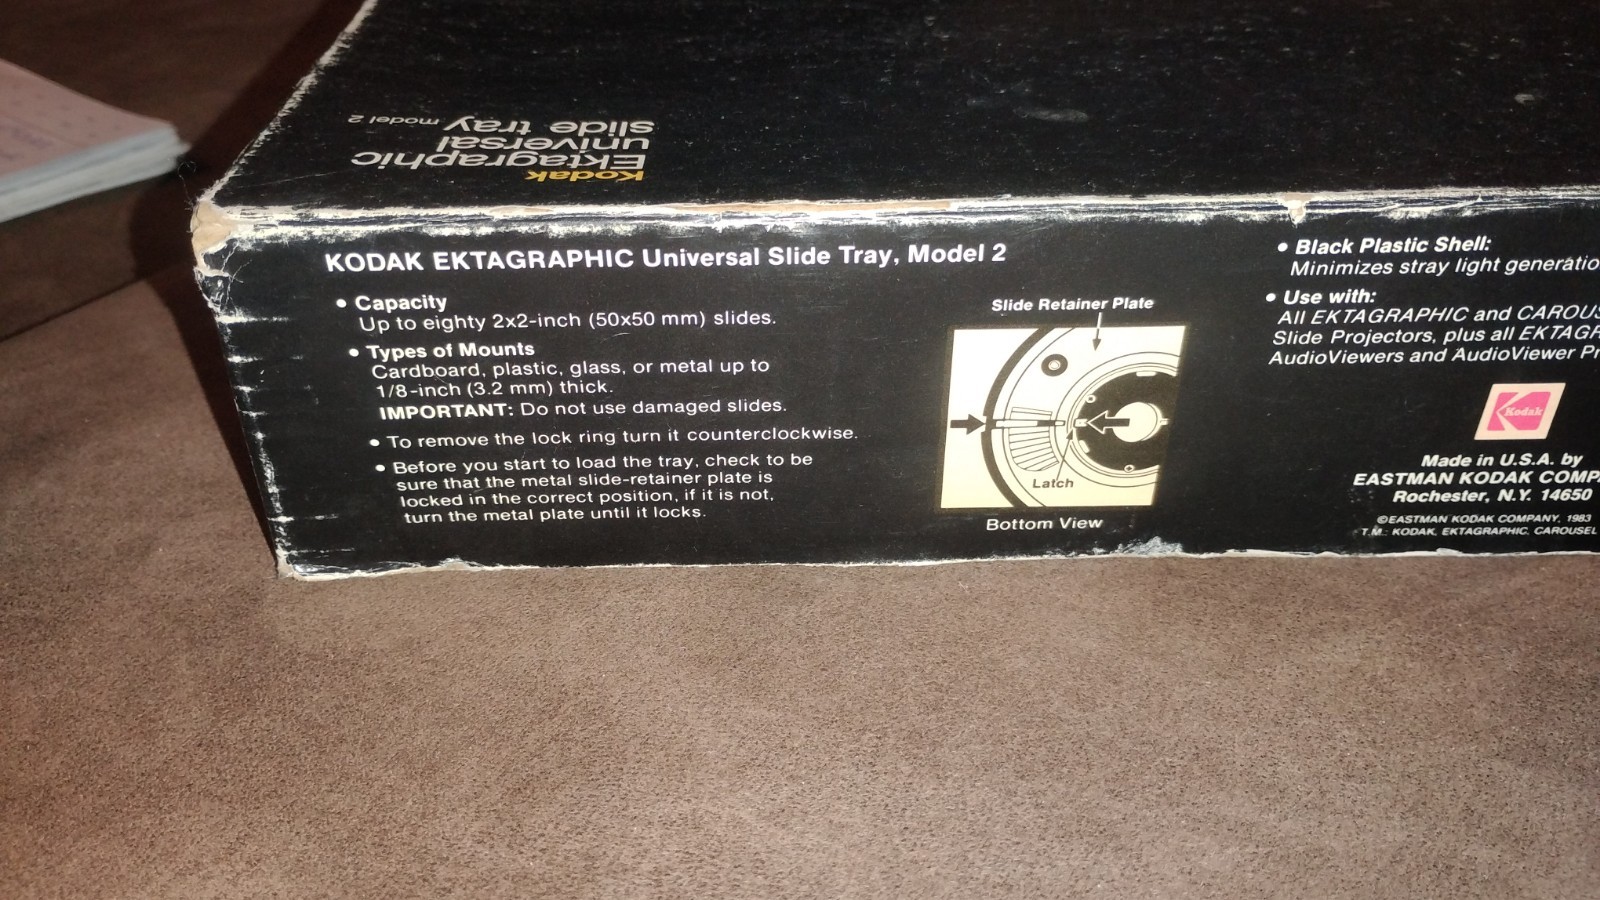 Kodak
Ektagraphic
universal
slide tray model 2
KODAK EKTAGRAPHIC Universal Slide Tray, Model 2
• Capacity
Up to eighty 2x2-inch (50x50 mm) slides.
• Types of Mounts
Cardboard, plastic, glass, or metal up to
1/8-inch (3.2 mm) thick.
IMPORTANT: Do not use damaged slides.
• To remove the lock ring turn it counterclockwise.
• Before you start to load the tray, check to be
sure that the metal slide-retainer plate is
locked in the correct position, if it is not,
turn the metal plate until it locks.
Slide Retainer Plate
Latch
Bottom View
• Black Plastic Shell:
Minimizes stray light generatio
• Use with:
All EKTAGRAPHIC and CAROUS
Slide Projectors, plus all EKTAGR
AudioViewers and AudioViewer Pr
Kodak
Made in U.S.A. by
EASTMAN KODAK COMPA
Rochester, N.Y. 14650
©EASTMAN KODAK COMPANY, 1983
T.M.: KODAK, EKTAGRAPHIC, CAROUSEL